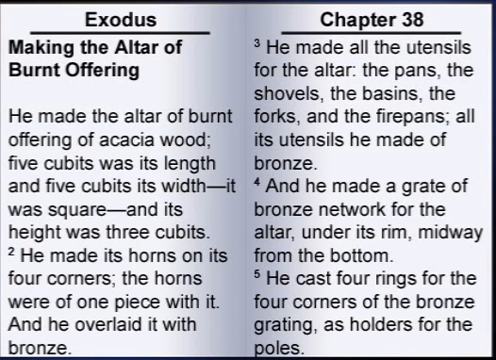 Exodus
Making the Altar of
Burnt Offering
He made the altar of burnt
offering of acacia wood;
five cubits was its length
and five cubits its width—it
was square—and its
height was three cubits.
² He made its horns on its
four corners; the horns
were of one piece with it.
And he overlaid it with
bronze.
Chapter 38
³ He made all the utensils
for the altar: the pans, the
shovels, the basins, the
forks, and the firepans; all
its utensils he made of
bronze.
⁴ And he made a grate of
bronze network for the
altar, under its rim, midway
from the bottom.
⁵ He cast four rings for the
four corners of the bronze
grating, as holders for the
poles.